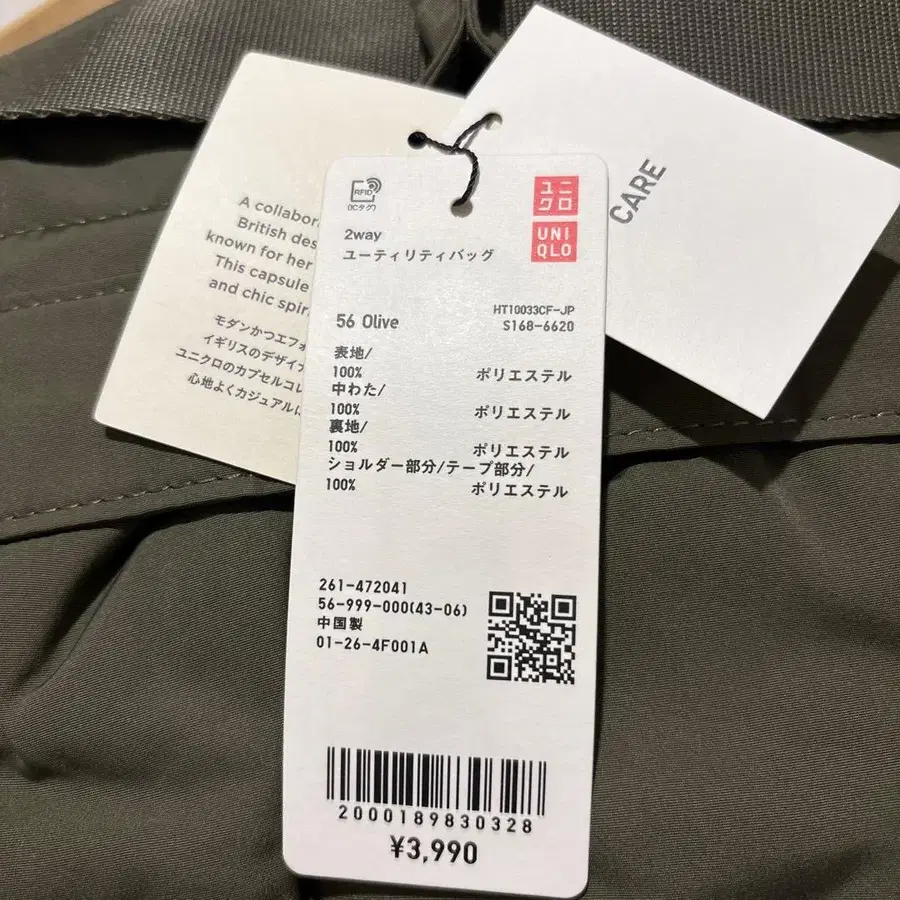 A collabor
British des
known for her
This capsule
and chic spir
モダンかつエフォ
イギリスのデザイナ
ユニクロのカプセルコレ
心地よくカジュアルに
CARE
RFID
(ICタグ)
ユニ
クロ
UNI
QLO
2way
ユーティリティバッグ
HT10033CF-JP
56 Olive
S168-6620
表地/
100% ポリエステル
中わた/
100% ポリエステル
裏地/
100% ポリエステル
ショルダー部分/テープ部分/
100% ポリエステル
261-472041
56-999-000(43-06)
中国製
01-26-4F001A
2000189830328
¥3,990